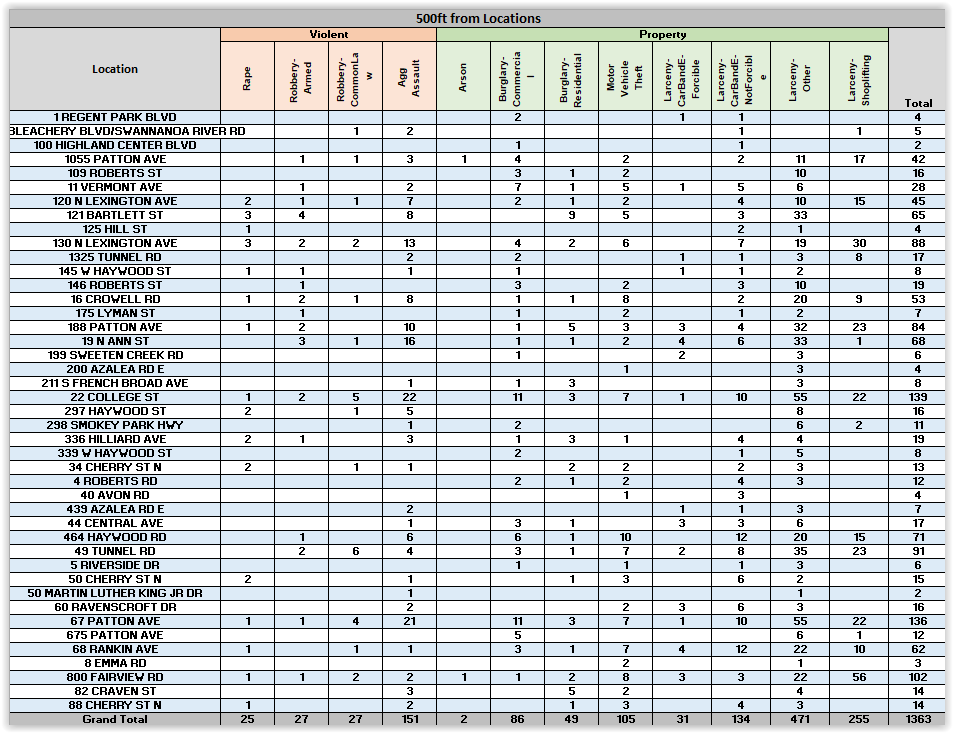 500ft from Locations
Violent Property
Location Rape Robbery-Armed Robbery-CommonLaw Agg Assault Arson Burglary-Commercial Burglary-Residential Motor Vehicle Theft Larceny-CarBandE-Forcible Larceny-CarBandE-NotForcible Larceny-Other Larceny-Shoplifting Total
1 REGENT PARK BLVD 2 1 1 4
BLEACHERY BLVD/SWANNANOA RIVER RD 1 2 1 1 5
100 HIGHLAND CENTER BLVD 1 1 2
1055 PATTON AVE 1 1 3 1 4 2 2 11 17 42
109 ROBERTS ST 3 1 2 10 16
11 VERMONT AVE 1 2 7 1 5 1 5 6 28
120 N LEXINGTON AVE 2 1 1 7 2 1 2 4 10 15 45
121 BARTLETT ST 3 4 8 9 5 3 33 65
125 HILL ST 1 2 1 4
130 N LEXINGTON AVE 3 2 2 13 4 2 6 7 19 30 88
1325 TUNNEL RD 2 2 1 1 3 8 17
145 W HAYWOOD ST 1 1 1 1 1 1 2 8
146 ROBERTS ST 1 3 2 3 10 19
16 CROWELL RD 1 2 1 8 1 1 8 2 20 9 53
175 LYMAN ST 1 1 2 1 2 7
188 PATTON AVE 1 2 10 1 5 3 3 4 32 23 84
19 N ANN ST 3 1 16 1 1 2 4 6 33 1 68
199 SWEETEN CREEK RD 1 2 3 6
200 AZALEA RD E 1 3 4
211 S FRENCH BROAD AVE 1 1 3 3 8
22 COLLEGE ST 1 2 5 22 11 3 7 1 10 55 22 139
297 HAYWOOD ST 2 1 5 8 16
298 SMOKEY PARK HWY 1 2 6 2 11
336 HILLIARD AVE 2 1 3 1 3 1 4 4 19
339 W HAYWOOD ST 2 1 5 8
34 CHERRY ST N 2 1 1 2 2 2 3 13
4 ROBERTS RD 2 1 2 4 3 12
40 AVON RD 1 3 4
439 AZALEA RD E 2 1 1 3 7
44 CENTRAL AVE 1 3 1 3 3 6 17
464 HAYWOOD RD 1 6 6 1 10 12 20 15 71
49 TUNNEL RD 2 6 4 3 1 7 2 8 35 23 91
5 RIVERSIDE DR 1 1 1 3 6
50 CHERRY ST N 2 1 1 3 6 2 15
50 MARTIN LUTHER KING JR DR 1 1 2
60 RAVENSCROFT DR 2 2 3 6 3 16
67 PATTON AVE 1 1 4 21 11 3 7 1 10 55 22 136
675 PATTON AVE 5 6 1 12
68 RANKIN AVE 1 1 1 3 1 7 4 12 22 10 62
8 EMMA RD 2 1 3
800 FAIRVIEW RD 1 1 2 2 1 1 2 8 3 3 22 56 102
82 CRAVEN ST 3 5 2 4 14
88 CHERRY ST N 1 2 1 3 4 3 14
Grand Total 25 27 27 151 2 86 49 105 31 134 471 255 1363